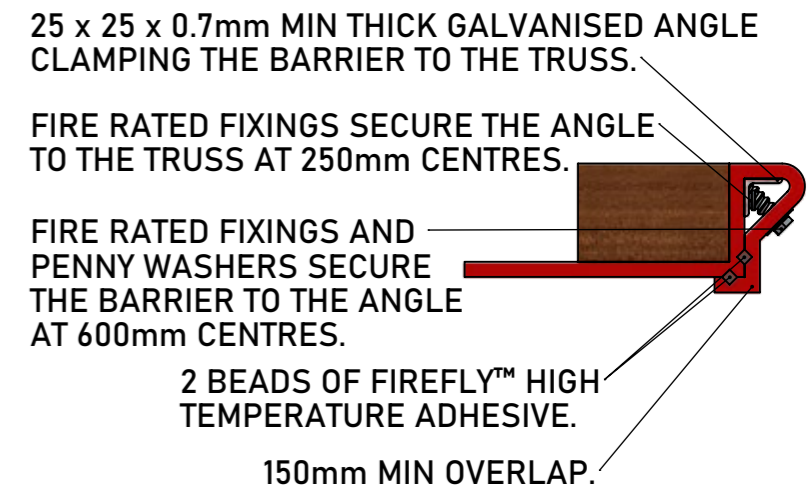 25 x 25 x 0.7mm MIN THICK GALVANISED ANGLE
CLAMPING THE BARRIER TO THE TRUSS.
FIRE RATED FIXINGS SECURE THE ANGLE
TO THE TRUSS AT 250mm CENTRES.
FIRE RATED FIXINGS AND
PENNY WASHERS SECURE
THE BARRIER TO THE ANGLE
AT 600mm CENTRES.
2 BEADS OF FIREFLY™ HIGH
TEMPERATURE ADHESIVE.
150mm MIN OVERLAP.